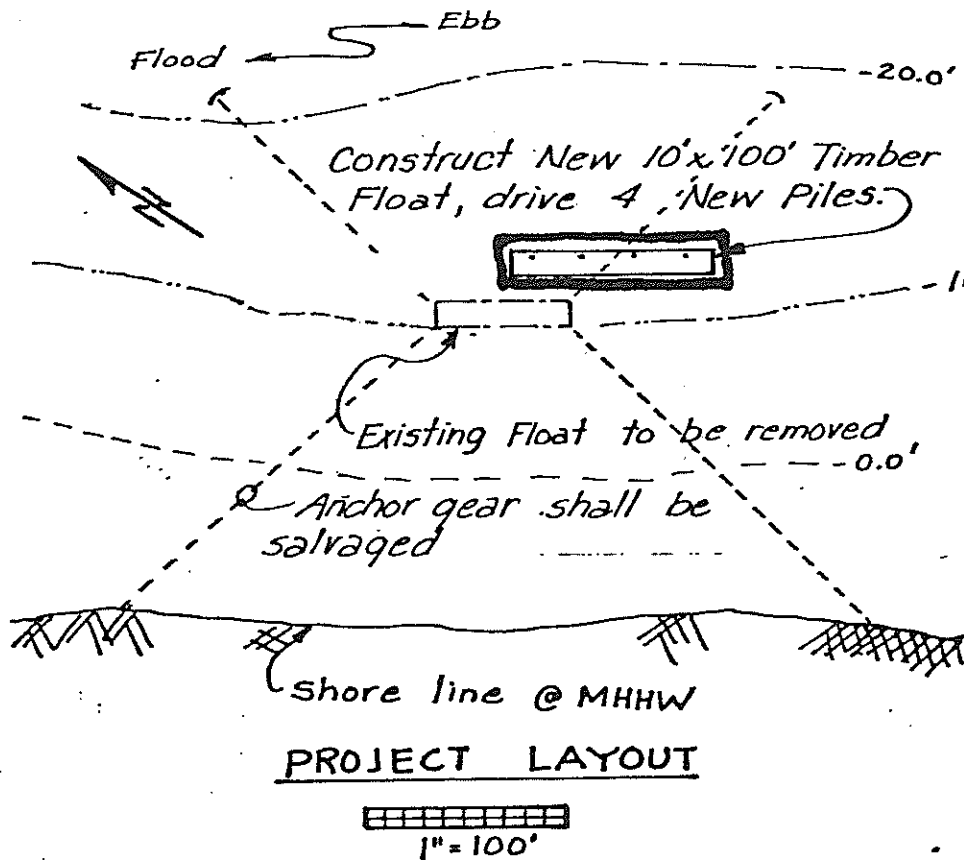 Ebb
Flood
-20.0'
Construct New 10'x 100' Timber
Float, drive 4 New Piles.
Existing Float to be removed
0.0'
Anchor gear shall be
salvaged
Shore line @ MHHW
PROJECT LAYOUT
1" = 100'